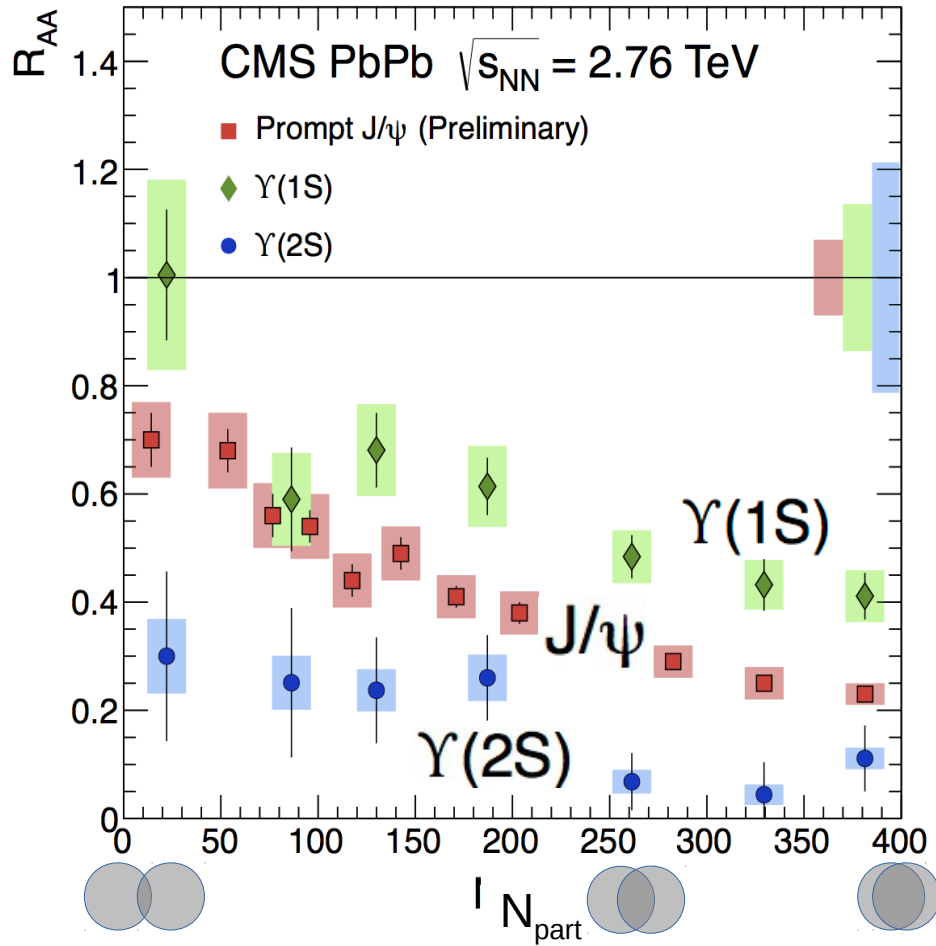 R_AA
CMS PbPb √s_NN = 2.76 TeV
Prompt J/ψ (Preliminary)
ϒ(1S)
ϒ(2S)
1.4
1.2
1
0.8
0.6
0.4
0.2
0
ϒ(1S)
J/ψ
ϒ(2S)
0 50 100 150 200 250 300 350 400
N_part